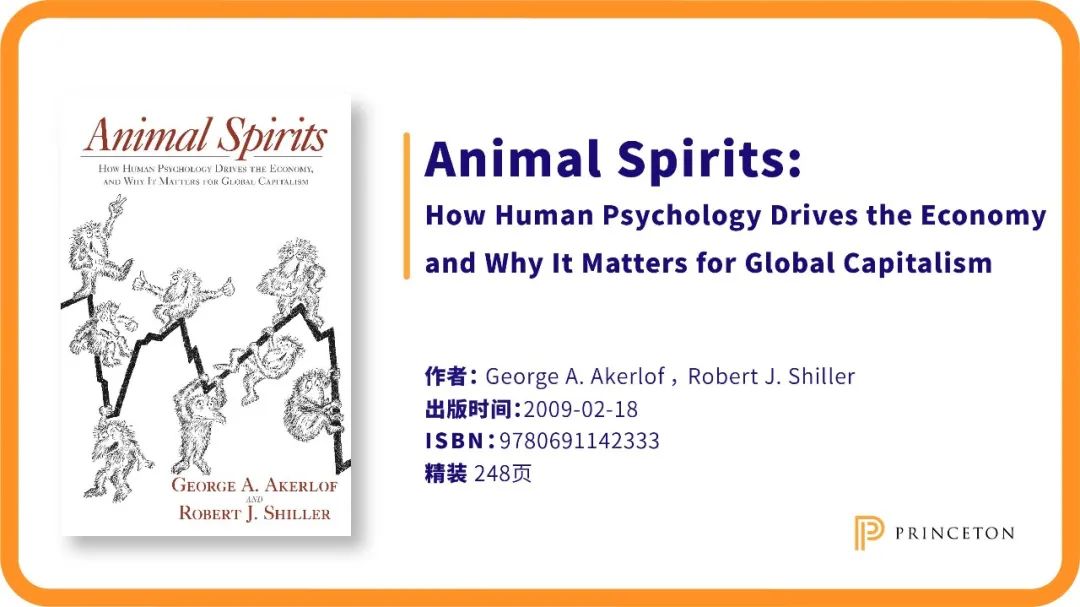 Animal Spirits
HOW HUMAN PSYCHOLOGY DRIVES THE ECONOMY,
AND WHY IT MATTERS FOR GLOBAL CAPITALISM
GEORGE A. AKERLOF
AND
ROBERT J. SHILLER
Animal Spirits:
How Human Psychology Drives the Economy
and Why It Matters for Global Capitalism
作者： George A. Akerlof ，Robert J. Shiller
出版时间：2009-02-18
ISBN：9780691142333
精装 248页
PRINCETON